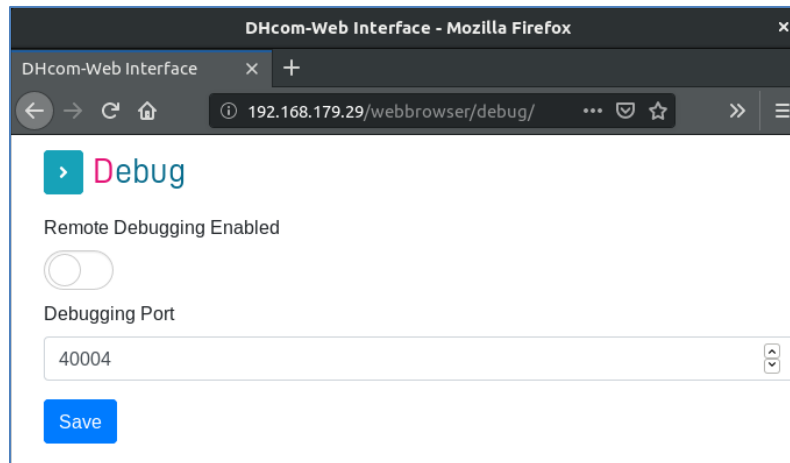 DHcom-Web Interface - Mozilla Firefox
DHcom-Web Interface
192.168.179.29/webbrowser/debug/
Debug
Remote Debugging Enabled
Debugging Port
40004
Save